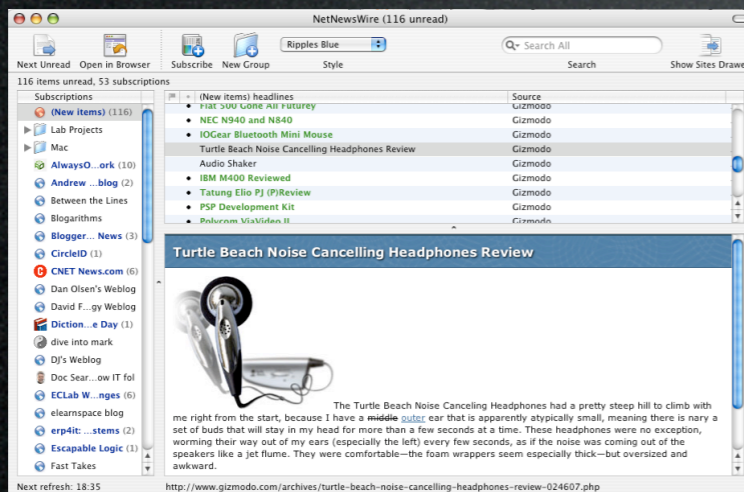 NetNewsWire (116 unread)
Next Unread Open in Browser Subscribe New Group Ripples Blue Style Search All Search Show Sites Drawe
116 items unread, 53 subscriptions
Subscriptions
(New items) (116)
Lab Projects
Mac
AlwaysO...ork (10)
Andrew ...blog (2)
Between the Lines
Blogarithms
Blogger... News (3)
CircleID (1)
CNET News.com (6)
Dan Olsen's Weblog
David F...gy Weblog
Diction...e Day (1)
dive into mark
DJ's Weblog
Doc Sear...ow IT fol
ECLab W...nges (6)
elearnspace blog
erp4it: ...stems (2)
Escapable Logic (1)
Fast Takes
Next refresh: 18:35
(New items) headlines Source
Fiat 500 Gone All Futurey Gizmodo
NEC N940 and N840 Gizmodo
IOGear Bluetooth Mini Mouse Gizmodo
Turtle Beach Noise Cancelling Headphones Review Gizmodo
Audio Shaker Gizmodo
IBM M400 Reviewed Gizmodo
Tatung Elio PJ (P)Review Gizmodo
PSP Development Kit Gizmodo
Polycom ViaVideo II Gizmodo
Turtle Beach Noise Cancelling Headphones Review
The Turtle Beach Noise Canceling Headphones had a pretty steep hill to climb with
me right from the start, because I have a middle outer ear that is apparently atypically small, meaning there is nary a
set of buds that will stay in my head for more than a few seconds at a time. These headphones were no exception,
worming their way out of my ears (especially the left) every few seconds, as if the noise was coming out of the
speakers like a jet flume. They were comfortable—the foam wrappers seem especially thick—but oversized and
awkward.
http://www.gizmodo.com/archives/turtle-beach-noise-cancelling-headphones-review-024607.php